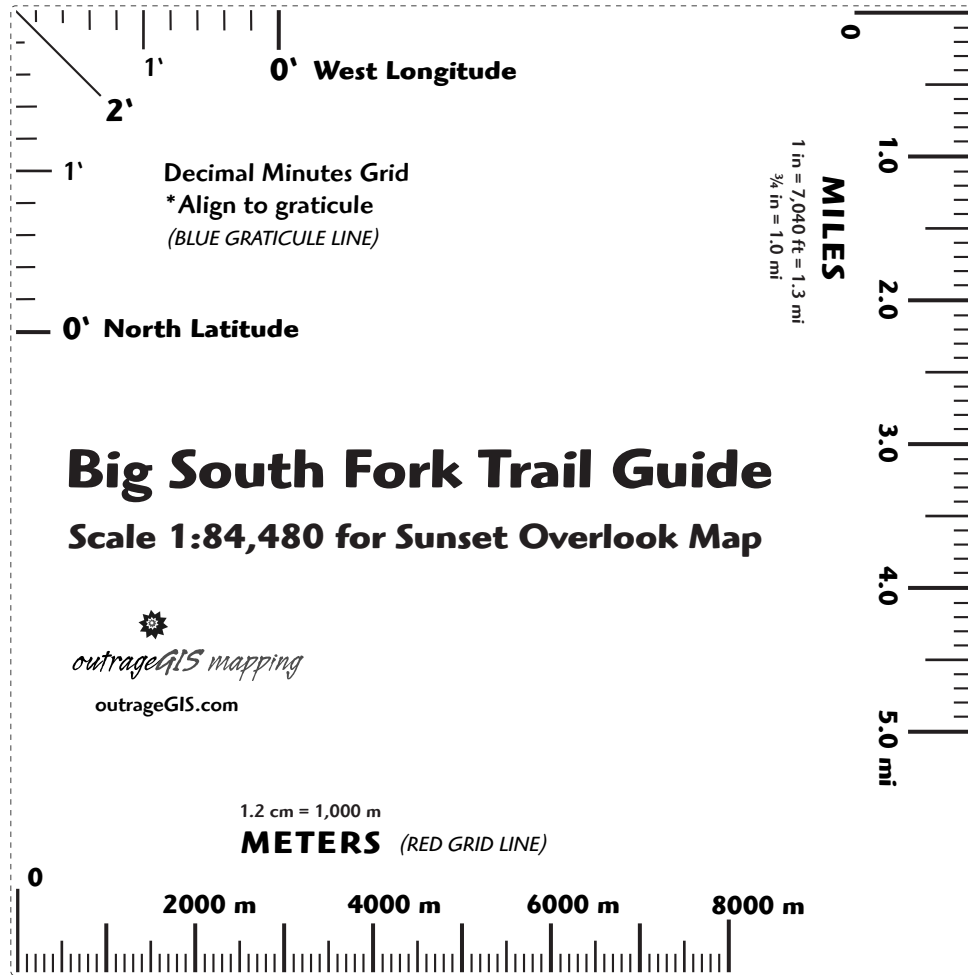 1‛
0‛ West Longitude
2‛
1‛
Decimal Minutes Grid
*Align to graticule
(BLUE GRATICULE LINE)
0‛ North Latitude
0
1.0
2.0
3.0
4.0
5.0 mi
MILES
1 in = 7,040 ft = 1.3 mi
¾ in = 1.0 mi
Big South Fork Trail Guide
Scale 1:84,480 for Sunset Overlook Map
outrageGIS mapping
outrageGIS.com
1.2 cm = 1,000 m
METERS (RED GRID LINE)
0
2000 m 4000 m 6000 m 8000 m